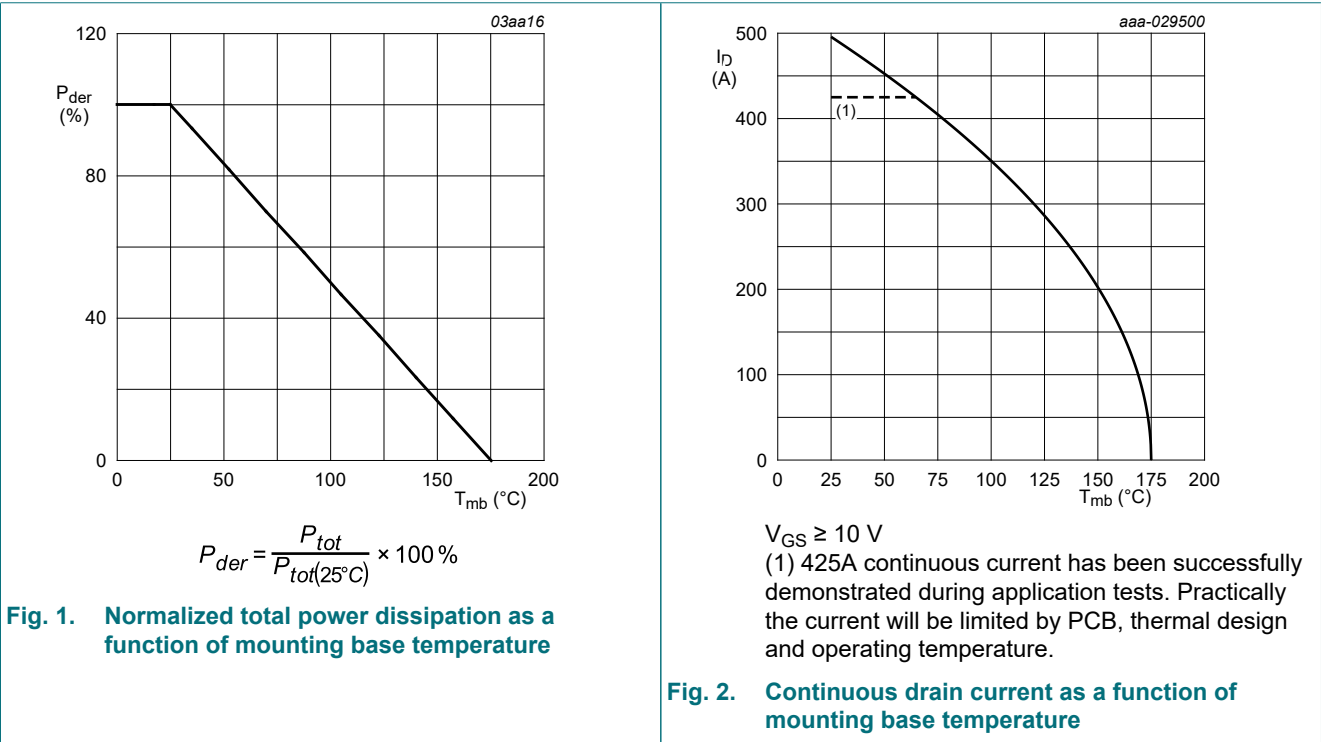 03aa16
120
80
40
0
P_der
(%)
0 50 100 150 200
T_mb (°C)
P_der = P_tot / P_tot(25°C) × 100 %
Fig. 1. Normalized total power dissipation as a
function of mounting base temperature
aaa-029500
500
400
300
200
100
0
I_D
(A)
(1)
0 25 50 75 100 125 150 175 200
T_mb (°C)
V_GS ≥ 10 V
(1) 425A continuous current has been successfully
demonstrated during application tests. Practically
the current will be limited by PCB, thermal design
and operating temperature.
Fig. 2. Continuous drain current as a function of
mounting base temperature